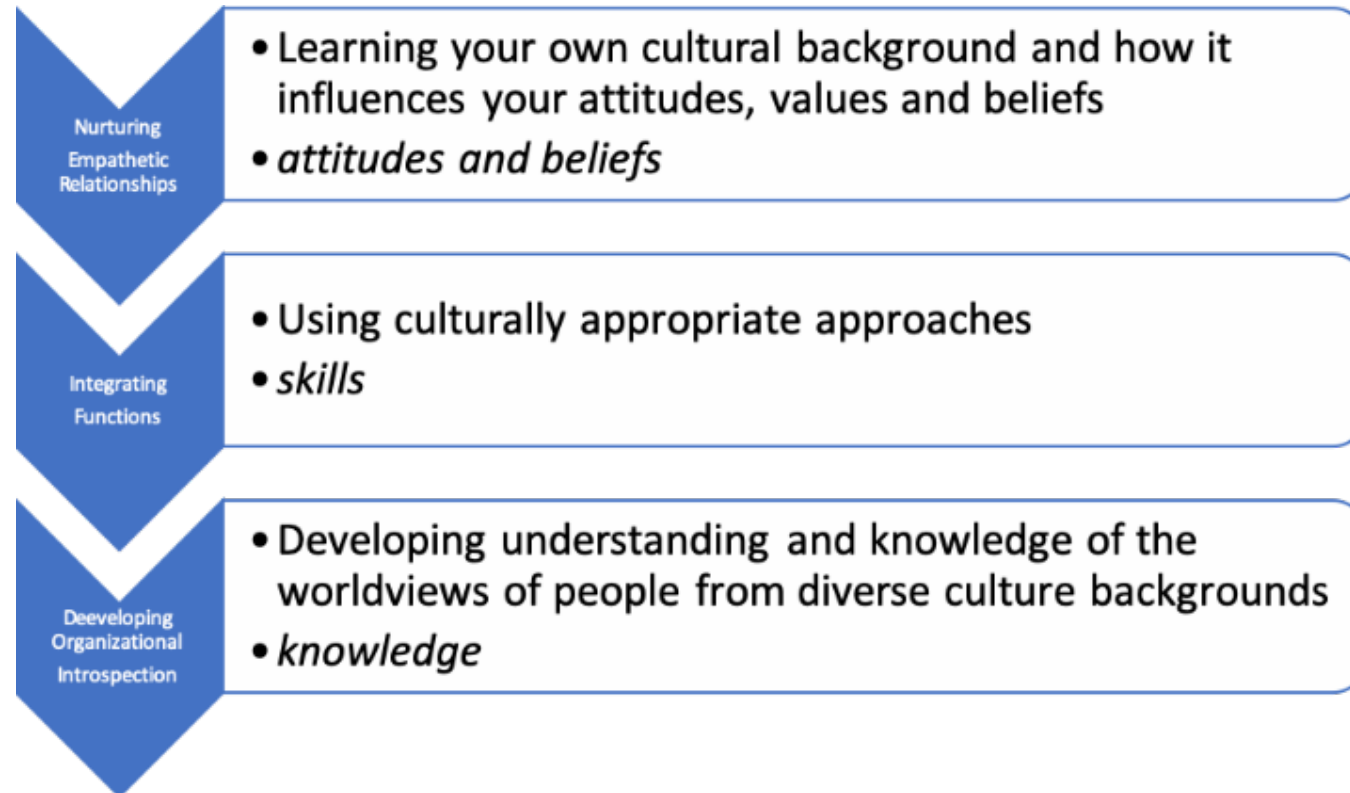 Nurturing
Empathetic
Relationships
• Learning your own cultural background and how it
influences your attitudes, values and beliefs
• attitudes and beliefs
Integrating
Functions
• Using culturally appropriate approaches
• skills
Deeveloping
Organizational
Introspection
• Developing understanding and knowledge of the
worldviews of people from diverse culture backgrounds
• knowledge